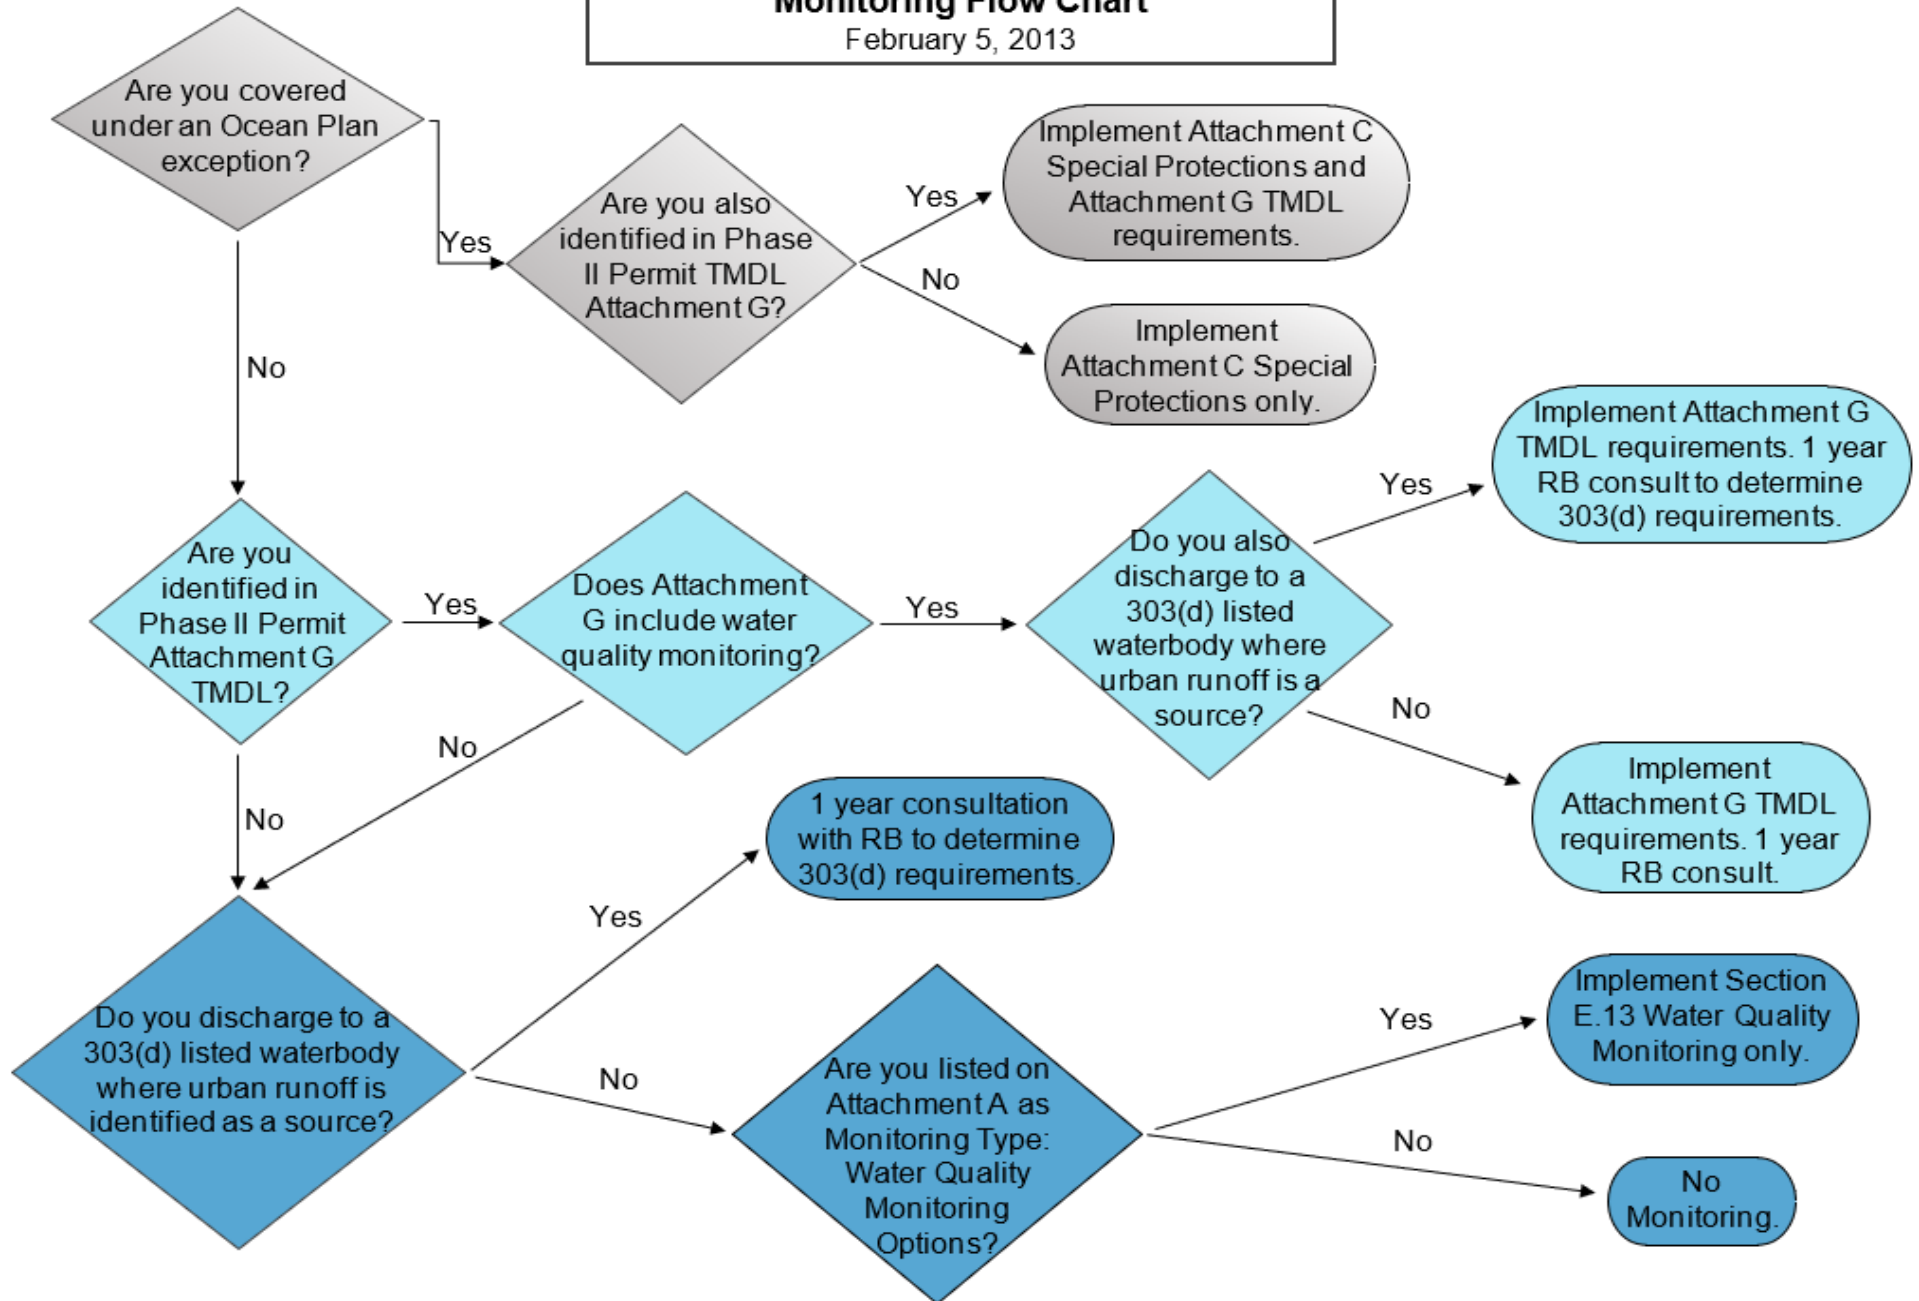 Monitoring Flow Chart
February 5, 2013
Are you covered
under an Ocean Plan
exception?
Yes
No
Are you also
identified in Phase
II Permit TMDL
Attachment G?
Yes
No
Implement Attachment C
Special Protections and
Attachment G TMDL
requirements.
Implement
Attachment C Special
Protections only.
Are you
identified in
Phase II Permit
Attachment G
TMDL?
Yes
No
Does Attachment
G include water
quality monitoring?
Yes
No
Do you also
discharge to a
303(d) listed
waterbody where
urban runoff is a
source?
Yes
No
Implement Attachment G
TMDL requirements. 1 year
RB consult to determine
303(d) requirements.
Implement
Attachment G TMDL
requirements. 1 year
RB consult.
Do you discharge to a
303(d) listed waterbody
where urban runoff is
identified as a source?
Yes
No
1 year consultation
with RB to determine
303(d) requirements.
Are you listed on
Attachment A as
Monitoring Type:
Water Quality
Monitoring
Options?
Yes
No
Implement Section
E.13 Water Quality
Monitoring only.
No
Monitoring.